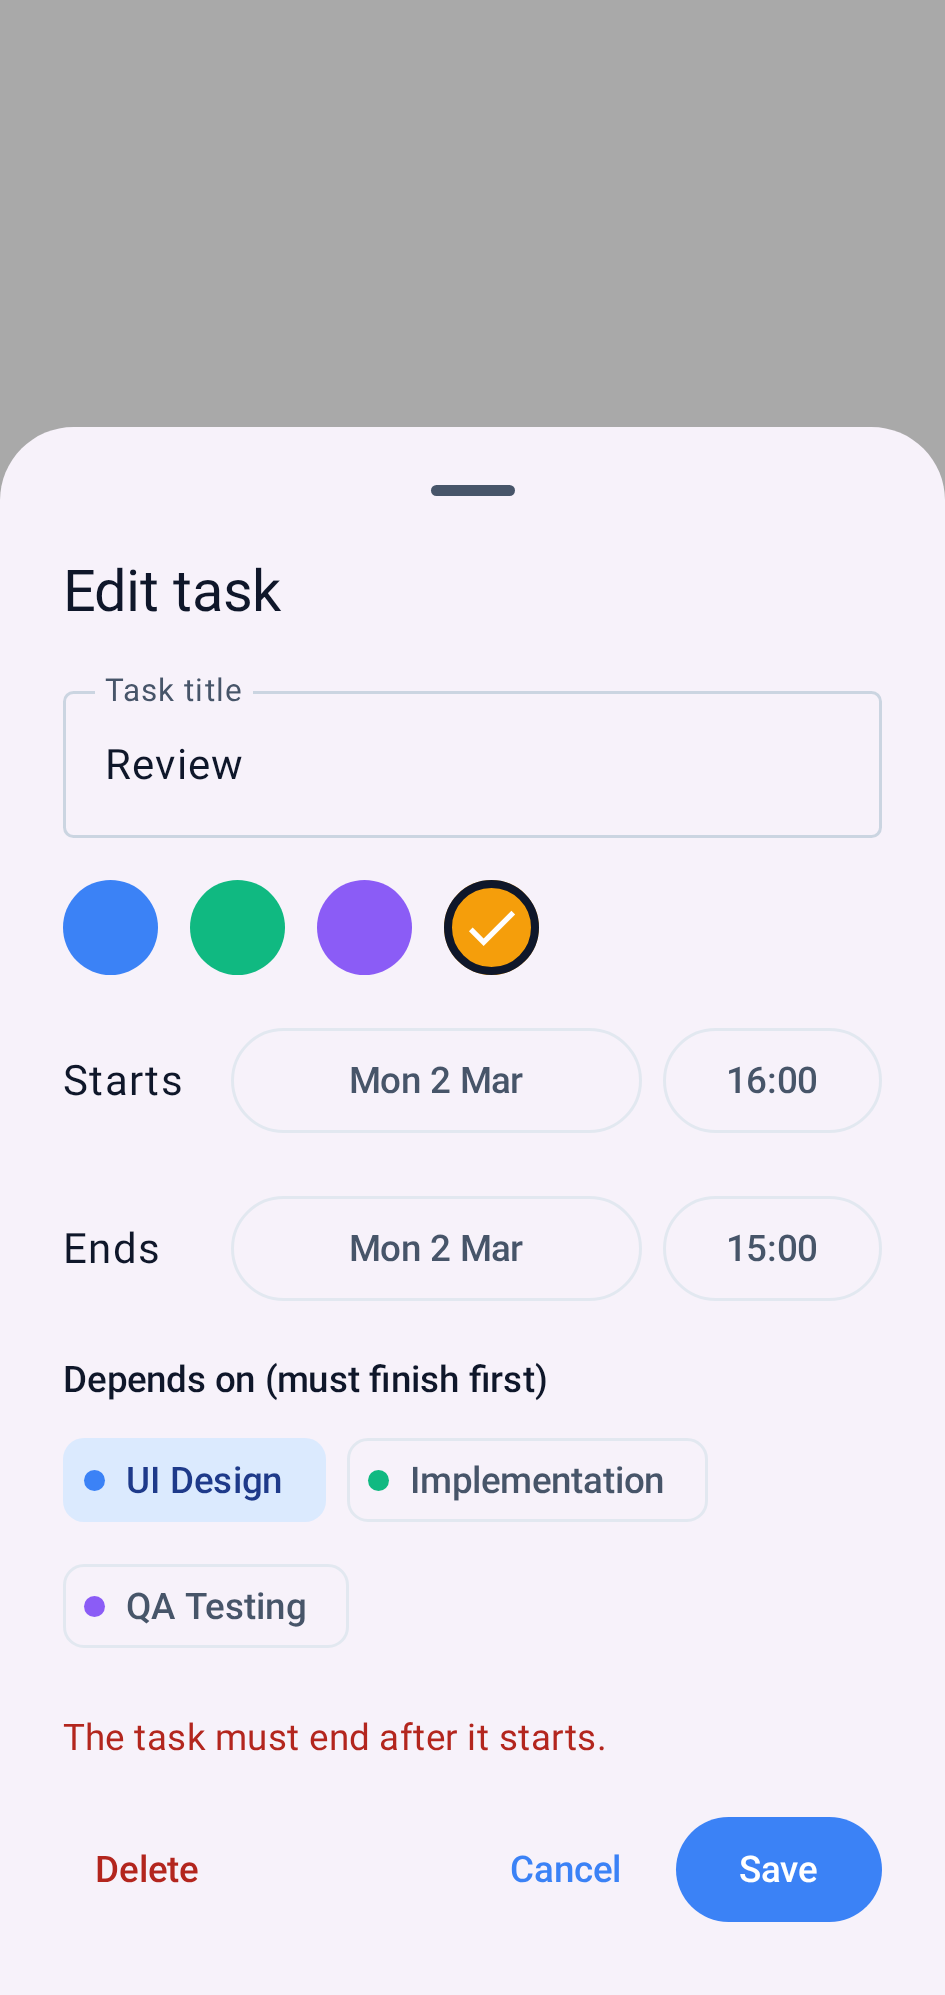 Edit task
Task title
Review
Starts Mon 2 Mar 16:00
Ends Mon 2 Mar 15:00
Depends on (must finish first)
UI Design Implementation
QA Testing
The task must end after it starts.
Delete Cancel Save